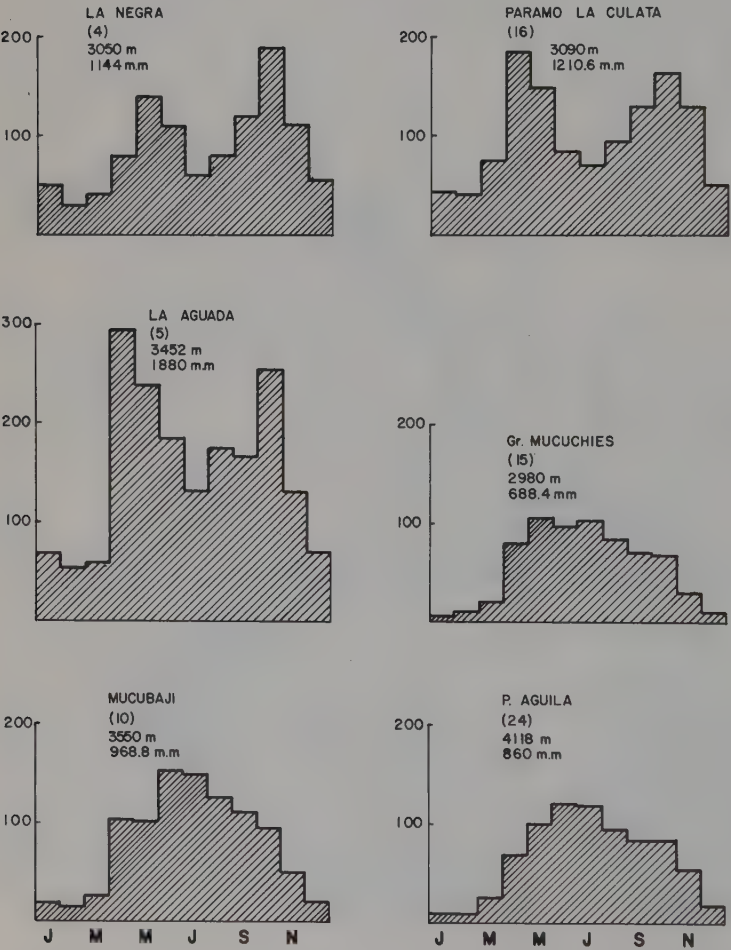 LA NEGRA
(4)
3050 m
1144 m.m
200
100
PARAMO LA CULATA
(16)
3090 m
1210.6 m.m
200
100
LA AGUADA
(5)
3452 m
1880 m.m
300
200
100
Gr. MUCUCHIES
(15)
2980 m
688.4 mm
200
100
MUCUBAJI
(10)
3550 m
968.8 m.m
200
100
J M M J S N
P. AGUILA
(24)
4118 m
860 m.m
200
100
J M M J S N